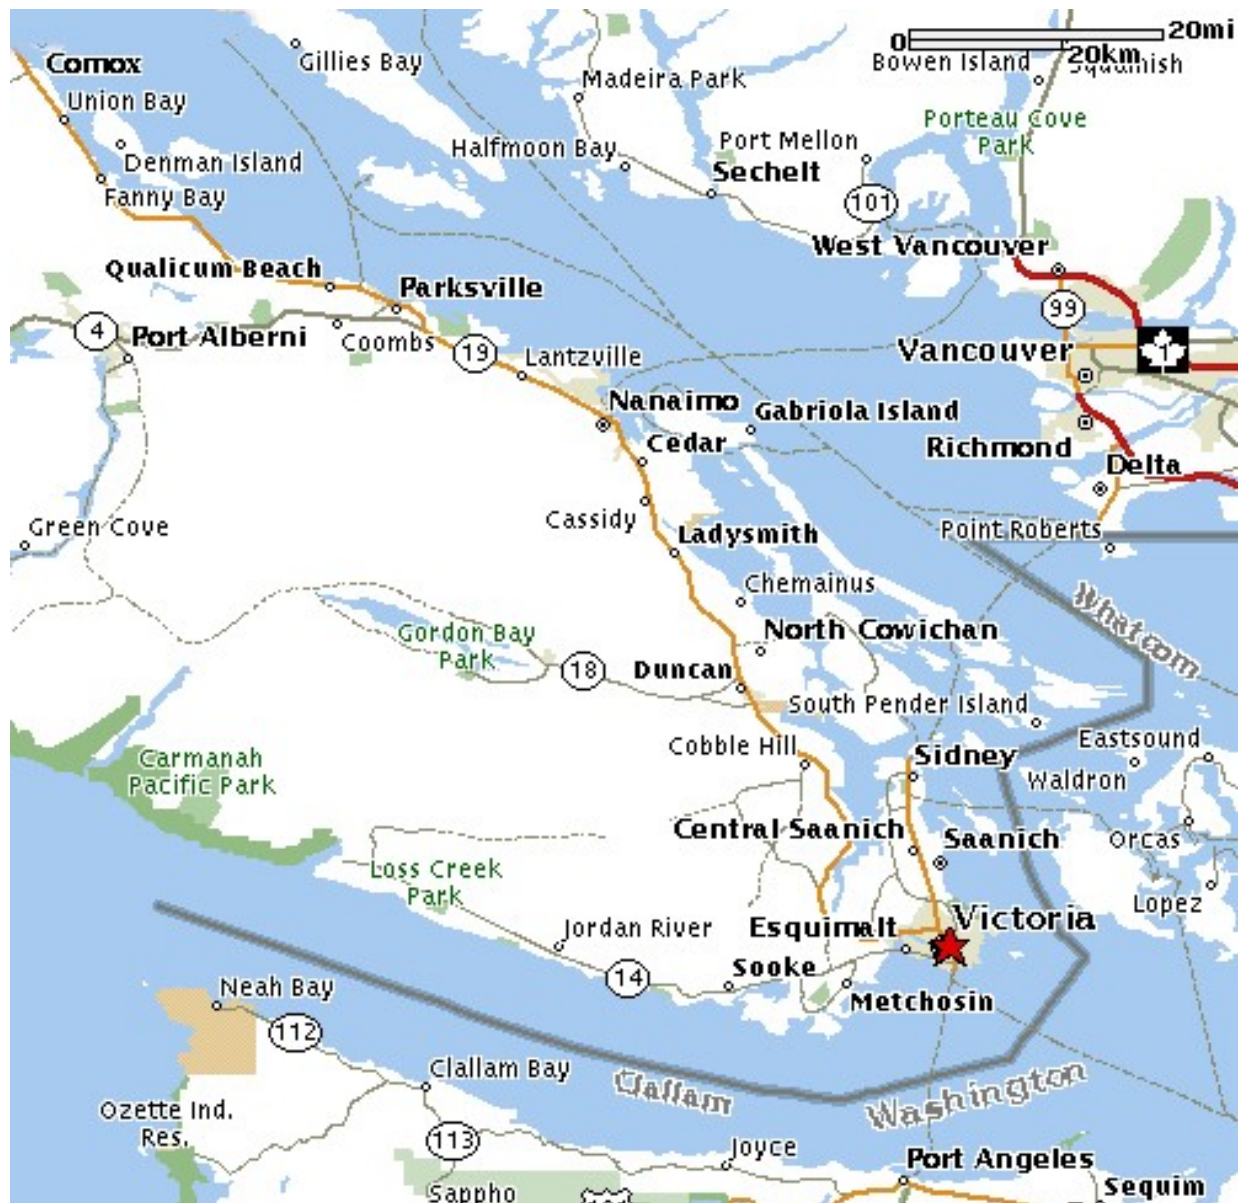 0
20mi
20km
Comox
Gillies Bay
Bowen Island
Squamish
Madeira Park
Union Bay
Porteau Cove
Park
Port Mellon
Halfmoon Bay
Denman Island
Sechelt
Fanny Bay
101
West Vancouver
Qualicum Beach
Parksville
99
4
Port Alberni
Coombs
19
Lantzville
Vancouver
1
Nanaimo
Gabriola Island
Cedar
Richmond
Delta
Cassidy
Green Cove
Ladysmith
Point Roberts
Chemainus
Whatcom
Gordon Bay
Park
North Cowichan
18
Duncan
South Pender Island
Cobble Hill
Sidney
Eastsound
Waldron
Carmanah
Pacific Park
Central Saanich
Saanich
Orcas
Loss Creek
Park
Lopez
Jordan River
Esquimalt
Victoria
14
Sooke
Metchosin
Neah Bay
112
Clallam Bay
Clallam
Washington
Ozette Ind.
Res.
113
Joyce
Port Angeles
Sappho
Sequim